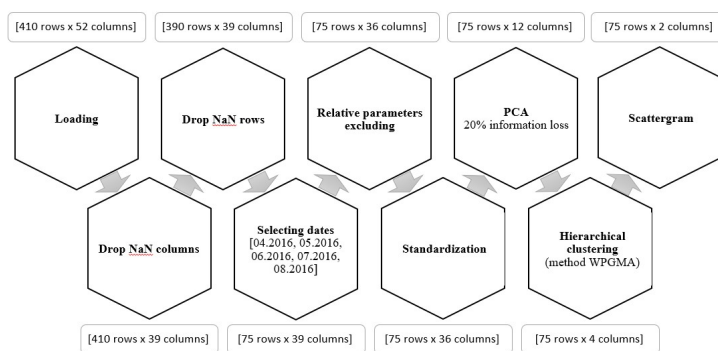 [410 rows x 52 columns]
[390 rows x 39 columns]
[75 rows x 36 columns]
[75 rows x 12 columns]
[75 rows x 2 columns]
Loading
Drop NaN rows
Relative parameters
excluding
PCA
20% information loss
Scattergram
Drop NaN columns
Selecting dates
[04.2016, 05.2016,
06.2016, 07.2016,
08.2016]
Standardization
Hierarchical
clustering
(method WPGMA)
[410 rows x 39 columns]
[75 rows x 39 columns]
[75 rows x 36 columns]
[75 rows x 4 columns]